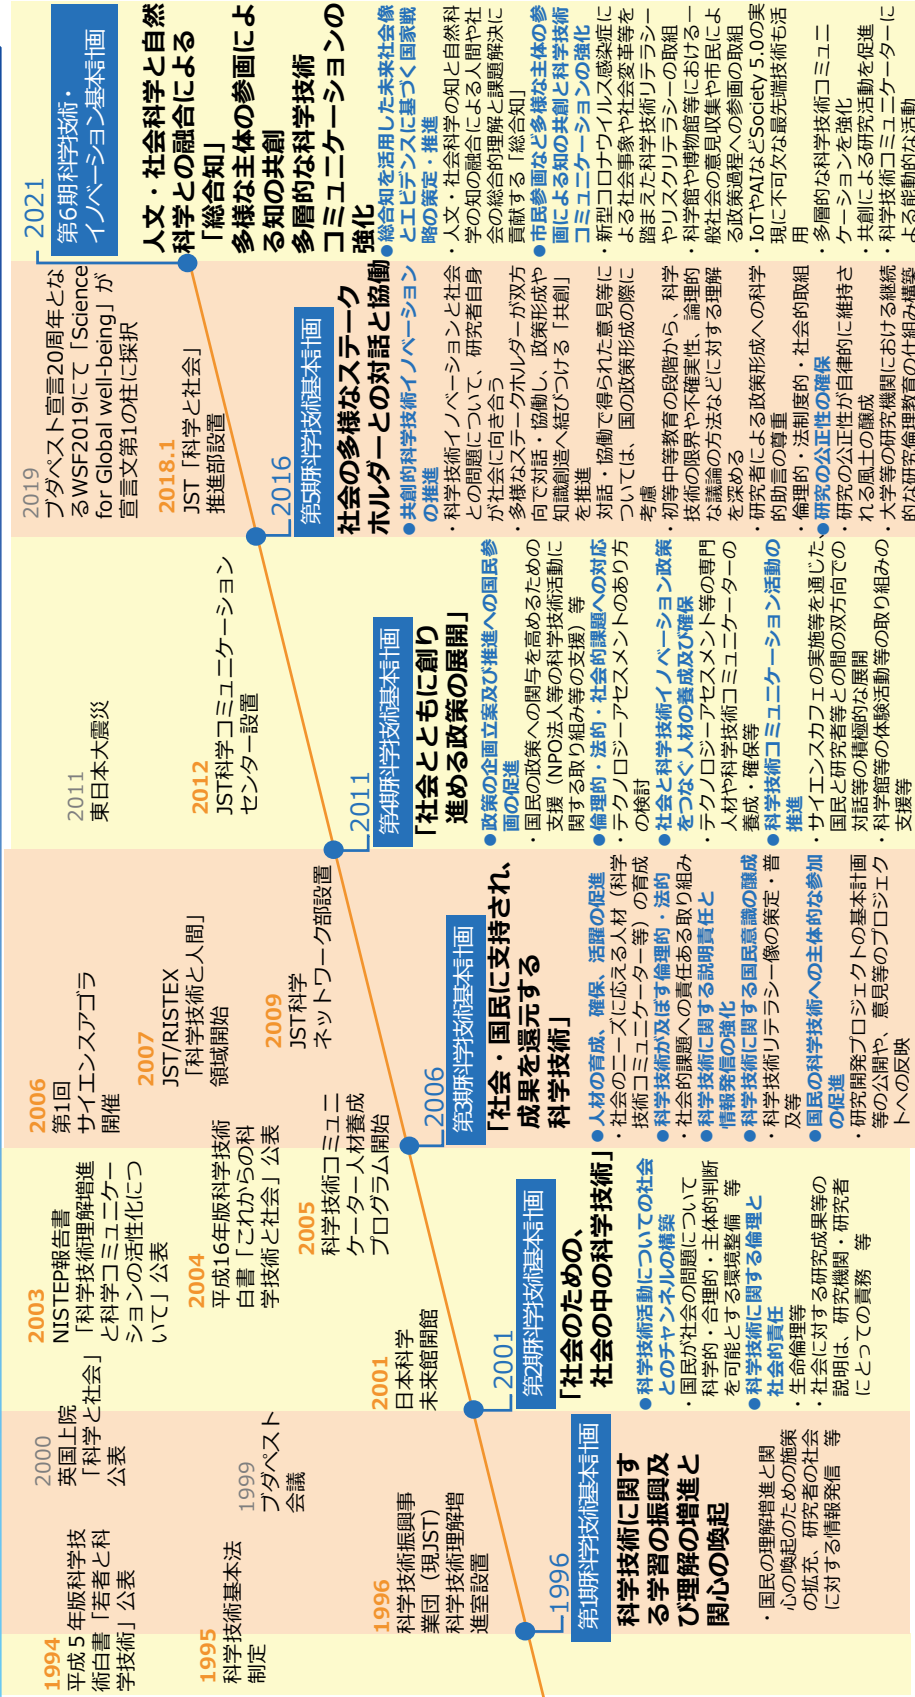 1994
平成５年版科学技
術白書「若者と科
学技術」公表
1995
科学技術基本法
制定
1996
科学技術振興事
業団（現JST）
科学技術理解増
進室設置
1999
ブダペスト
会議
2000
英国上院
「科学と社会」
公表
2001
日本科学
未来館開館
2003
NISTEP報告書
「科学技術理解増進
と科学コミュニケー
ションの活性化につ
いて」公表
2004
平成16年版科学技術
白書「これからの科
学技術と社会」公表
2005
科学技術コミュニ
ケーター人材養成
プログラム開始
2006
第1回
サイエンスアゴラ
開催
2007
JST/RISTEX
「科学技術と人間」
領域開始
2009
JST科学
ネットワーク部設置
2011
東日本大震災
2012
JST科学コミュニケーション
センター設置
2019
ブダペスト宣言20周年とな
るWSF2019にて「Science
for Global well-being」が
宣言文第1の柱に採択
2018.1
JST「科学と社会」
推進部設置
1996
第1期科学技術基本計画
科学技術に関す
る学習の振興及
び理解の増進と
関心の喚起
・国民の理解増進と関
心の喚起のための施策
の拡充、研究者の社会
に対する情報発信　等
2001
第2期科学技術基本計画
「社会のための、
社会の中の科学技術」
●科学技術活動についての社会
とのチャンネルの構築
・国民が社会の問題について
科学的・合理的・主体的判断
を可能とする環境整備　等
●科学技術に関する倫理と
社会的責任
・生命倫理等
・社会に対する研究成果等の
説明は、研究機関・研究者
にとっての責務　等
2006
第3期科学技術基本計画
「社会・国民に支持され、
成果を還元する
科学技術」
●人材の育成、確保、活躍の促進
・社会のニーズに応える人材（科学
技術コミュニケーター等）の育成
●科学技術が及ぼす倫理的・法的
・社会的課題への責任ある取り組み
●科学技術に関する説明責任と
情報発信の強化
●科学技術に関する国民意識の醸成
・科学技術リテラシー像の策定・普
及等
●国民の科学技術への主体的な参加
の促進
・研究開発プロジェクトの基本計画
等の公開や、意見等のプロジェク
トへの反映
2011
第4期科学技術基本計画
「社会とともに創り
進める政策の展開」
●政策の企画立案及び推進への国民参
画の促進
・国民の政策への関与を高めるための
支援（NPO法人等の科学技術活動に
関する取り組み等の支援）等
●倫理的・法的・社会的課題への対応
・テクノロジーアセスメントのあり方
の検討
●社会と科学技術イノベーション政策
をつなぐ人材の養成及び確保
・テクノロジーアセスメント等の専門
人材や科学技術コミュニケーターの
養成・確保等
●科学技術コミュニケーション活動の
推進
・サイエンスカフェの実施等を通じた、
国民と研究者等との間の双方向での
対話等の積極的な展開
・科学館等の体験活動等の取り組みの
支援等
2016
第5期科学技術基本計画
社会の多様なステーク
ホルダーとの対話と協働
●共創的科学技術イノベーション
の推進
・科学技術イノベーションと社会
との問題について、研究者自身
が社会に向き合う
・多様なステークホルダーが双方
向で対話・協働し、政策形成や
知識創造へ結びつける「共創」
を推進
・対話・協働で得られた意見等に
ついては、国の政策形成の際に
考慮
・初等中等教育の段階から、科学
技術の限界や不確実性、論理的
な議論の方法などに対する理解
を深める
・研究者による政策形成への科学
的助言の尊重
・倫理的・法制度的・社会的取組
●研究の公正性の確保
・研究の公正性が自律的に維持さ
れる風土の醸成
・大学等の研究機関における継続
的な研究倫理教育の仕組み構築
2021
第6期科学技術・
イノベーション基本計画
人文・社会科学と自然
科学との融合による
「総合知」
多様な主体の参画によ
る知の共創
多層的な科学技術
コミュニケーションの
強化
●総合知を活用した未来社会像
とエビデンスに基づく国家戦
略の策定・推進
・人文・社会科学の知と自然科
学の知の融合による人間や社
会の総合的理解と課題解決に
貢献する「総合知」
●市民参画など多様な主体の参
画による知の共創と科学技術
コミュニケーションの強化
・新型コロナウイルス感染症に
よる社会事象や社会変革等を
踏まえた科学技術リテラシー
やリスクリテラシーの取組
・科学館や博物館等における一
般社会の意見収集や市民によ
る政策過程への参画の取組
・IoTやAIなどSociety 5.0の実
現に不可欠な最先端技術も活
用
・多層的な科学技術コミュニ
ケーションを強化
・共創による研究活動を促進
・科学技術コミュニケーターに
よる能動的な活動